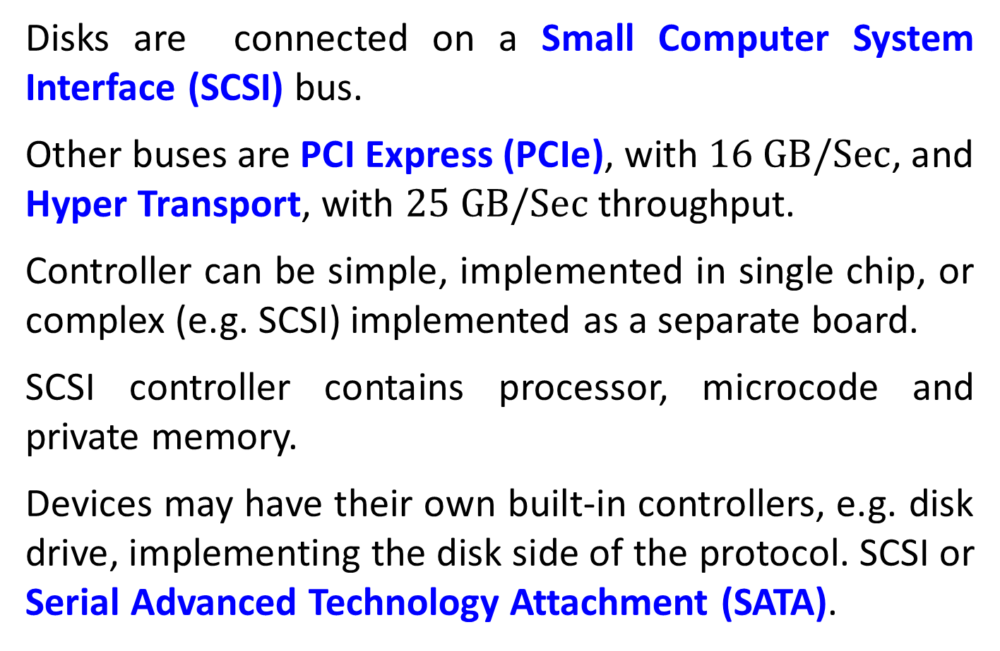 Disks are connected on a Small Computer System
Interface (SCSI) bus.
Other buses are PCI Express (PCIe), with 16 GB/Sec, and
Hyper Transport, with 25 GB/Sec throughput.
Controller can be simple, implemented in single chip, or
complex (e.g. SCSI) implemented as a separate board.
SCSI controller contains processor, microcode and
private memory.
Devices may have their own built-in controllers, e.g. disk
drive, implementing the disk side of the protocol. SCSI or
Serial Advanced Technology Attachment (SATA).